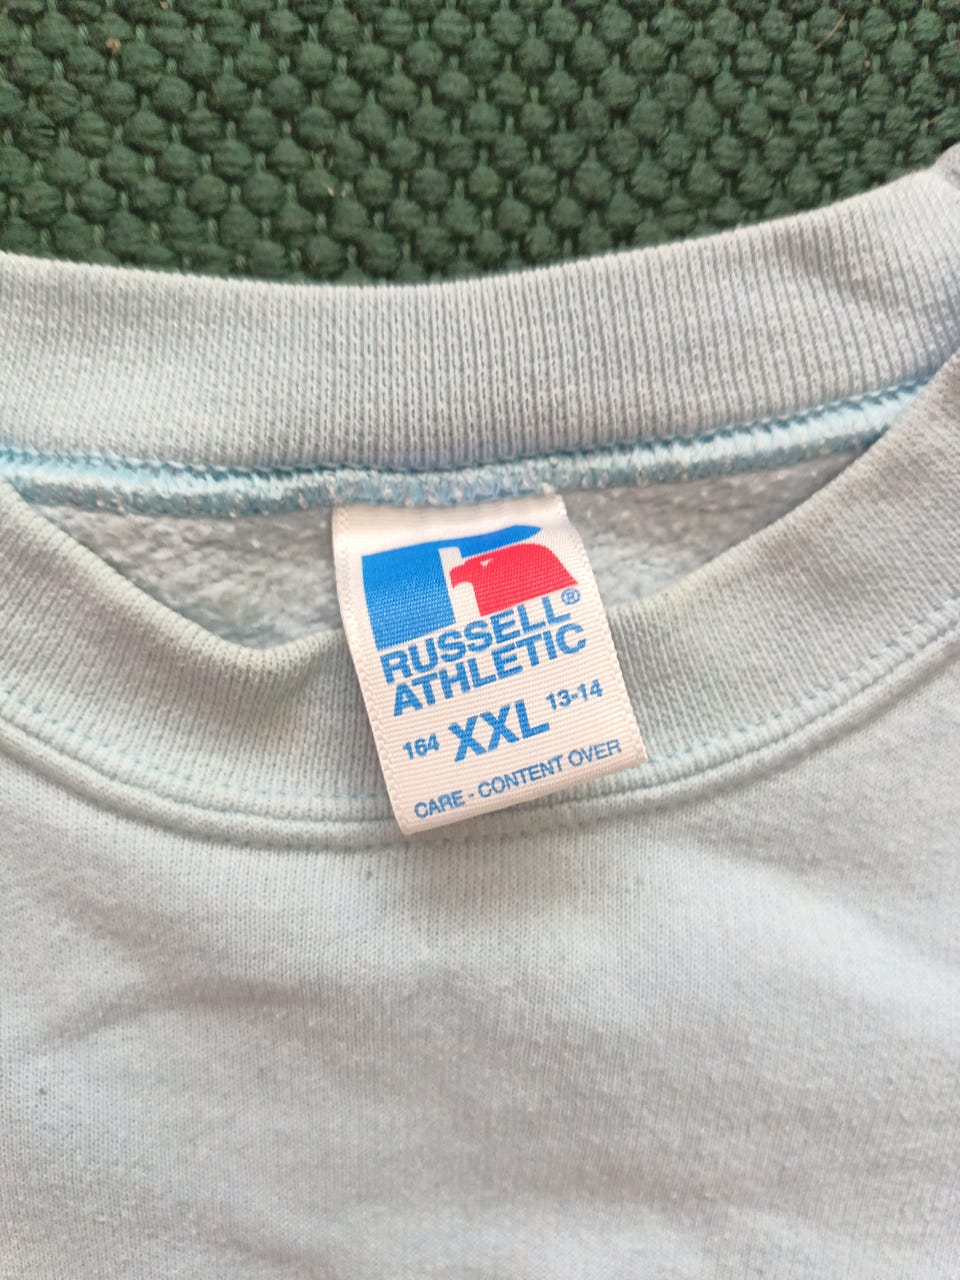 RUSSELL®
ATHLETIC
164 XXL 13-14
CARE - CONTENT OVER